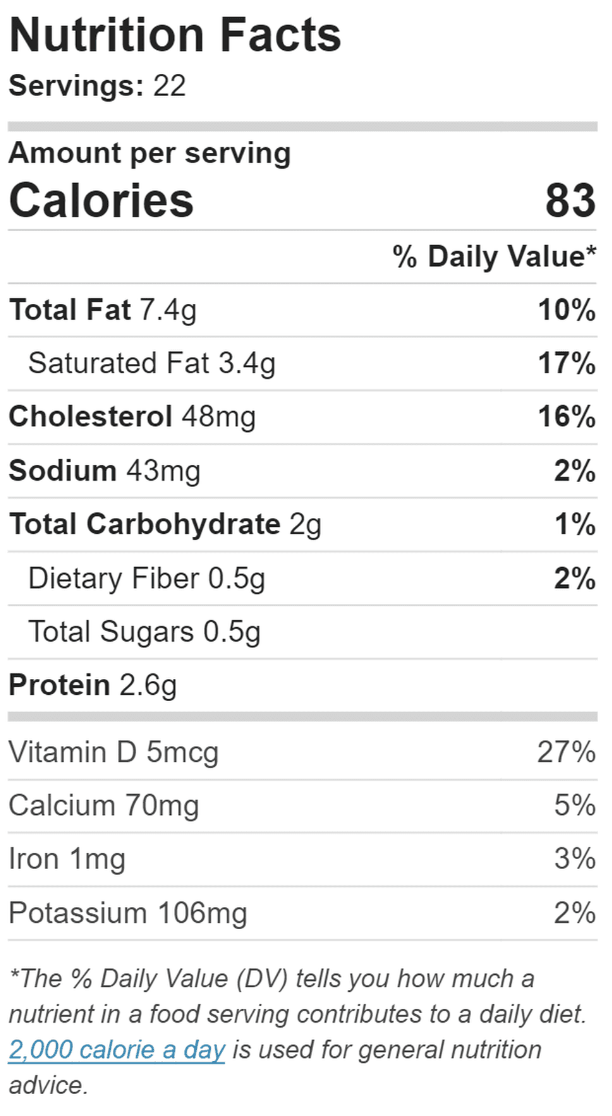 Nutrition Facts
Servings: 22
Amount per serving
Calories 83
% Daily Value*
Total Fat 7.4g 10%
Saturated Fat 3.4g 17%
Cholesterol 48mg 16%
Sodium 43mg 2%
Total Carbohydrate 2g 1%
Dietary Fiber 0.5g 2%
Total Sugars 0.5g
Protein 2.6g
Vitamin D 5mcg 27%
Calcium 70mg 5%
Iron 1mg 3%
Potassium 106mg 2%
*The % Daily Value (DV) tells you how much a
nutrient in a food serving contributes to a daily diet.
2,000 calorie a day is used for general nutrition
advice.